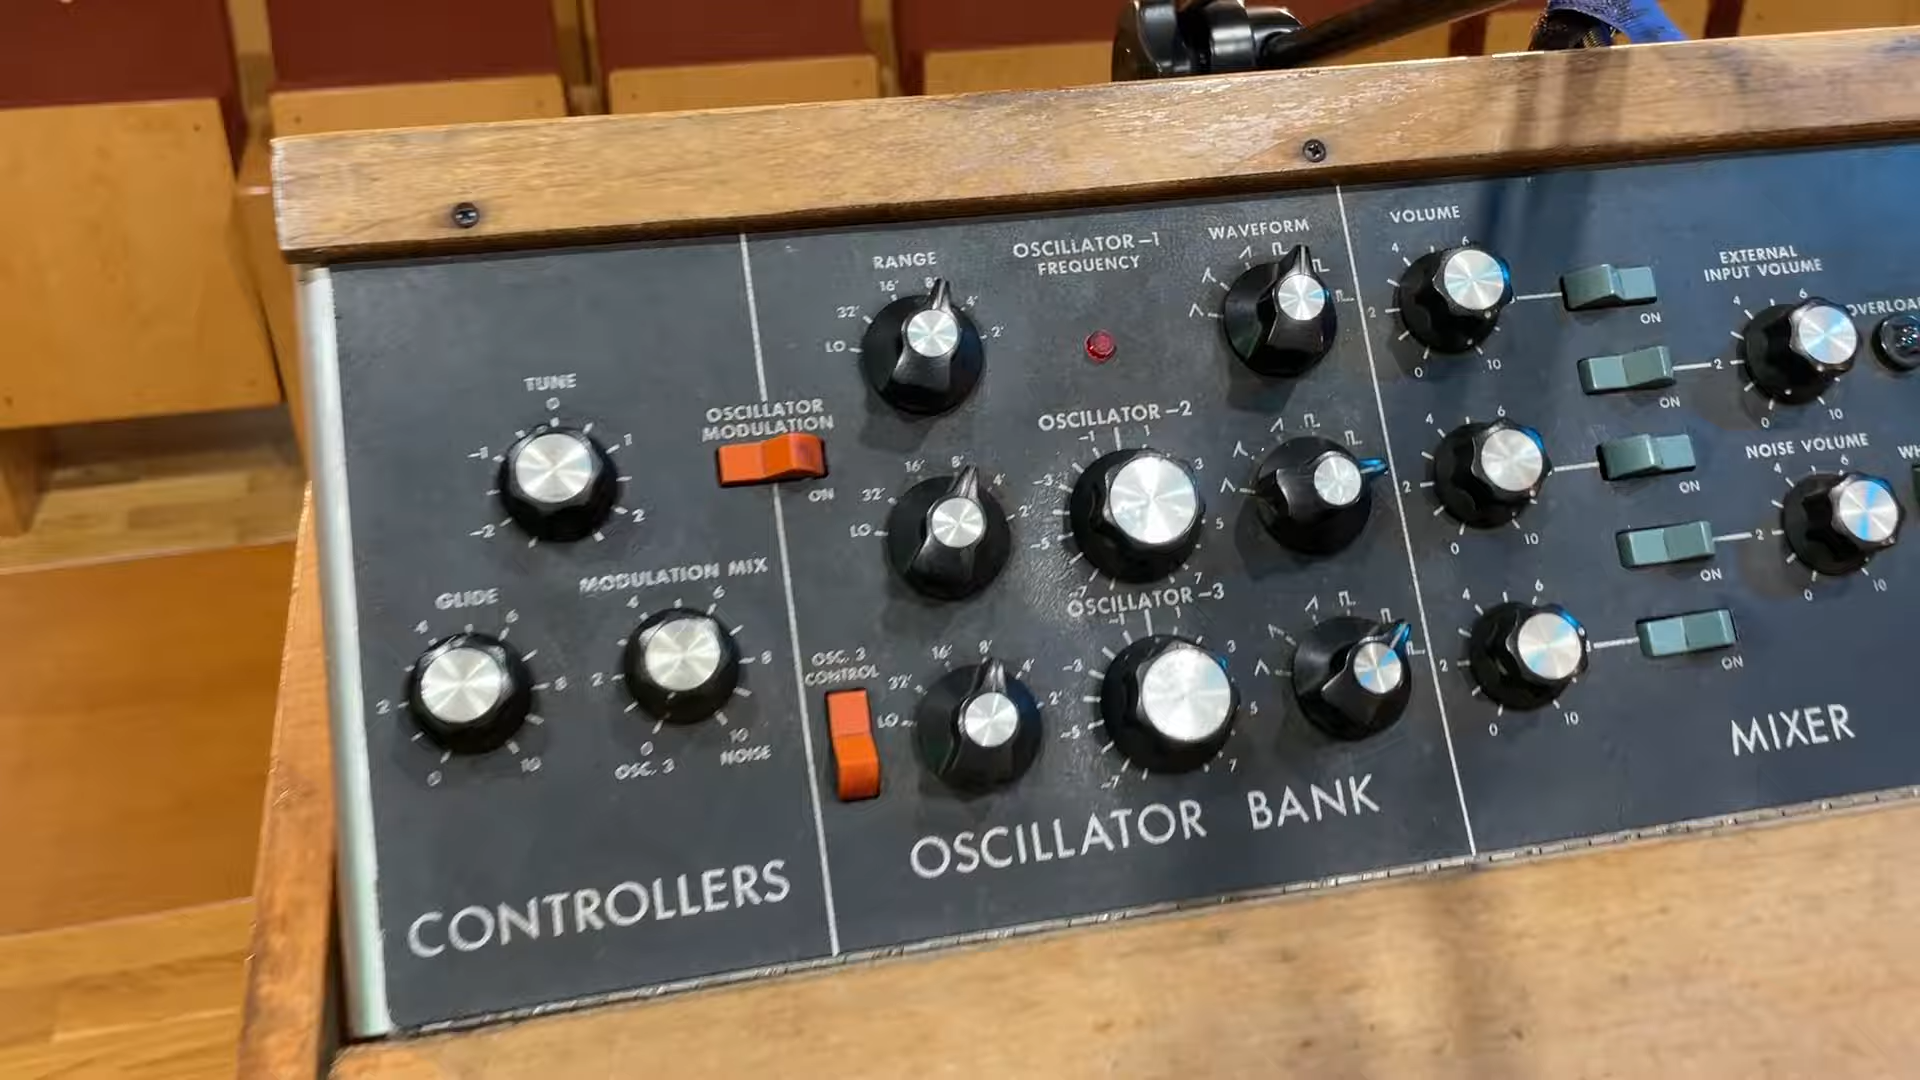 CONTROLLERS
TUNE
0
-1 1
-2 2
GLIDE
4 6
2 8
0 10
MODULATION MIX
4 6
2 8
0 10
OSC. 3 NOISE
OSCILLATOR
MODULATION
ON
OSC. 3
CONTROL
OSCILLATOR BANK
RANGE
LO 32' 16' 8' 4' 2'
OSCILLATOR -1
FREQUENCY
WAVEFORM
LO 32' 16' 8' 4' 2'
OSCILLATOR -2
-7 -5 -3 -1 1 3 5 7
LO 32' 16' 8' 4' 2'
OSCILLATOR -3
-7 -5 -3 -1 1 3 5 7
MIXER
VOLUME
0 2 4 6 10
ON
EXTERNAL
INPUT VOLUME
0 2 4 6 10
ON
0 2 4 6 10
ON
NOISE VOLUME
0 2 4 6 10
ON
0 2 4 6 10
ON